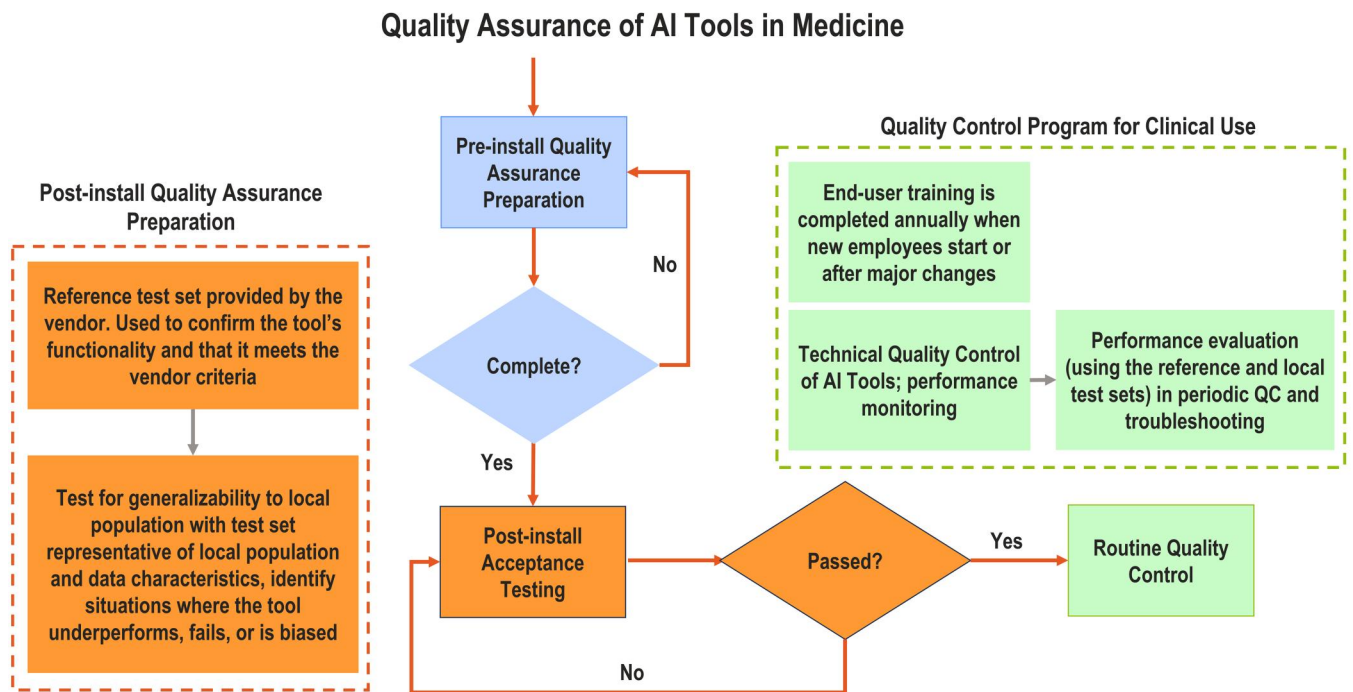 Quality Assurance of AI Tools in Medicine
Pre-install Quality
Assurance
Preparation
No
Complete?
Yes
Post-install Quality Assurance
Preparation
Reference test set provided by the
vendor. Used to confirm the tool's
functionality and that it meets the
vendor criteria
Test for generalizability to local
population with test set
representative of local population
and data characteristics, identify
situations where the tool
underperforms, fails, or is biased
Quality Control Program for Clinical Use
End-user training is
completed annually when
new employees start or
after major changes
Technical Quality Control
of AI Tools; performance
monitoring
Performance evaluation
(using the reference and local
test sets) in periodic QC and
troubleshooting
Post-install
Acceptance
Testing
Passed?
Yes
Routine Quality
Control
No